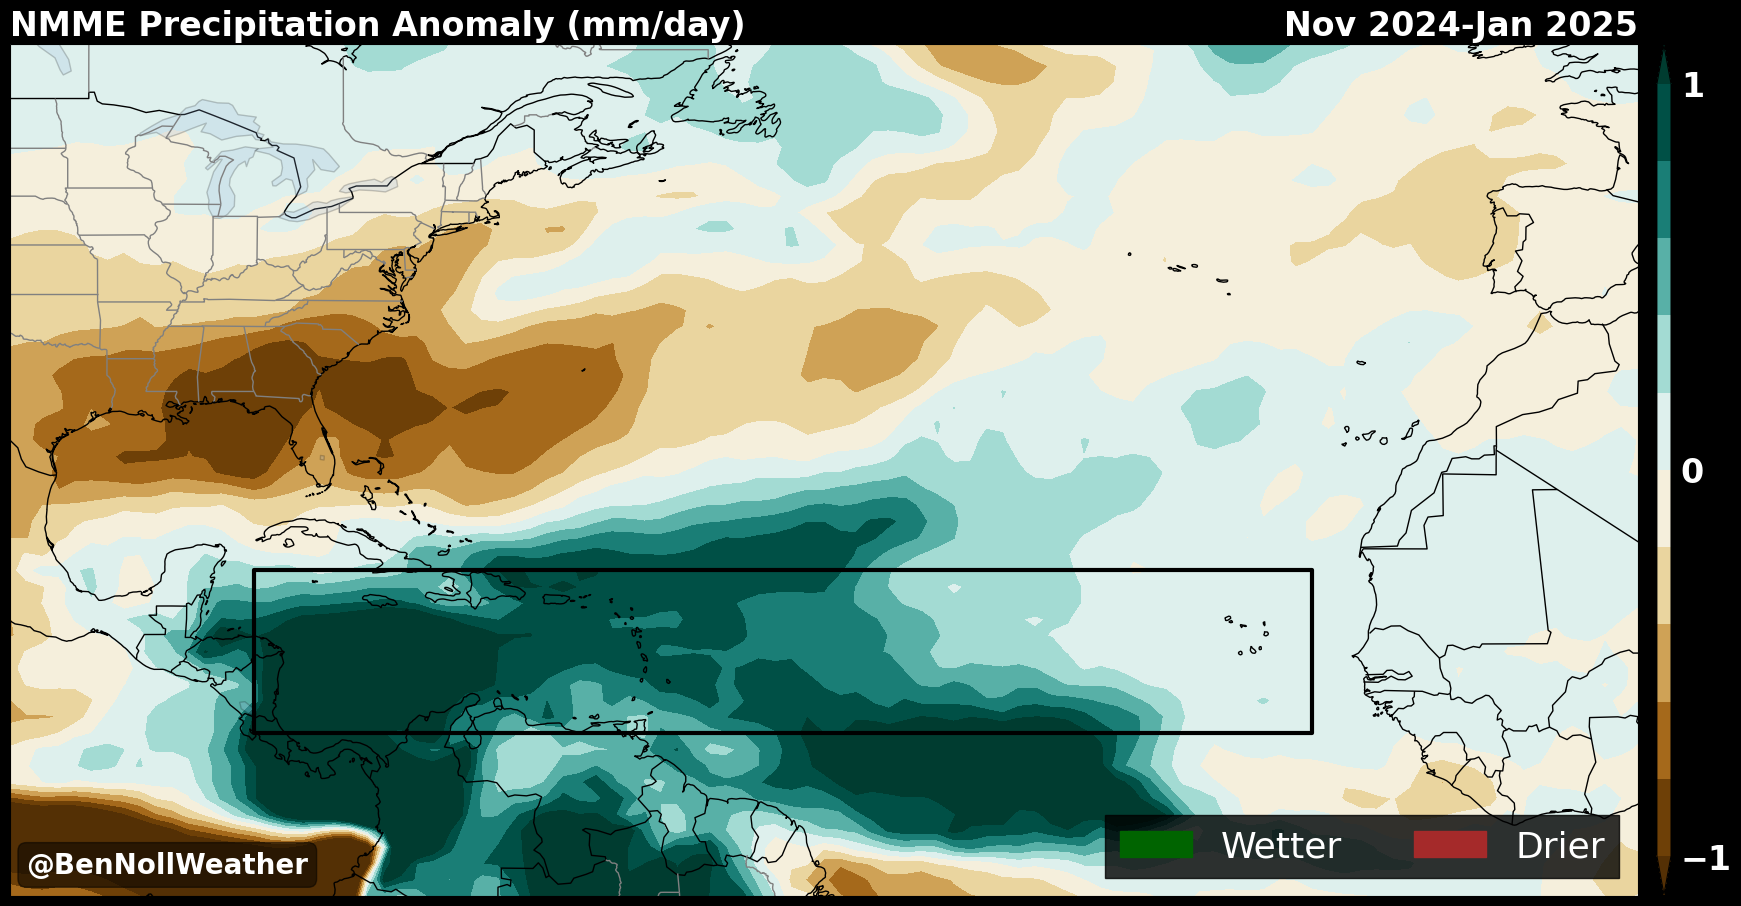 NMME Precipitation Anomaly (mm/day)
Nov 2024-Jan 2025
1
0
−1
Wetter
Drier
@BenNollWeather